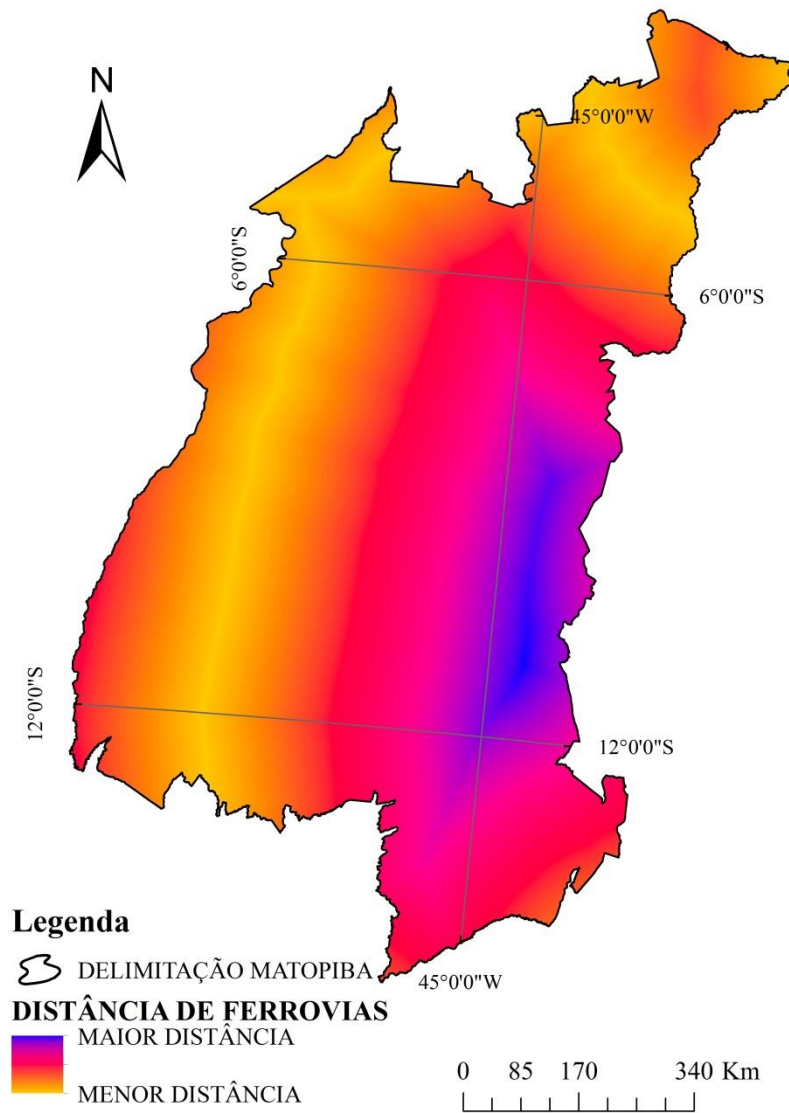 N
45°0'0"W
6°0'0"S
6°0'0"S
12°0'0"S
12°0'0"S
45°0'0"W
Legenda
DELIMITAÇÃO MATOPIBA
DISTÂNCIA DE FERROVIAS
MAIOR DISTÂNCIA
MENOR DISTÂNCIA
0 85 170 340 Km